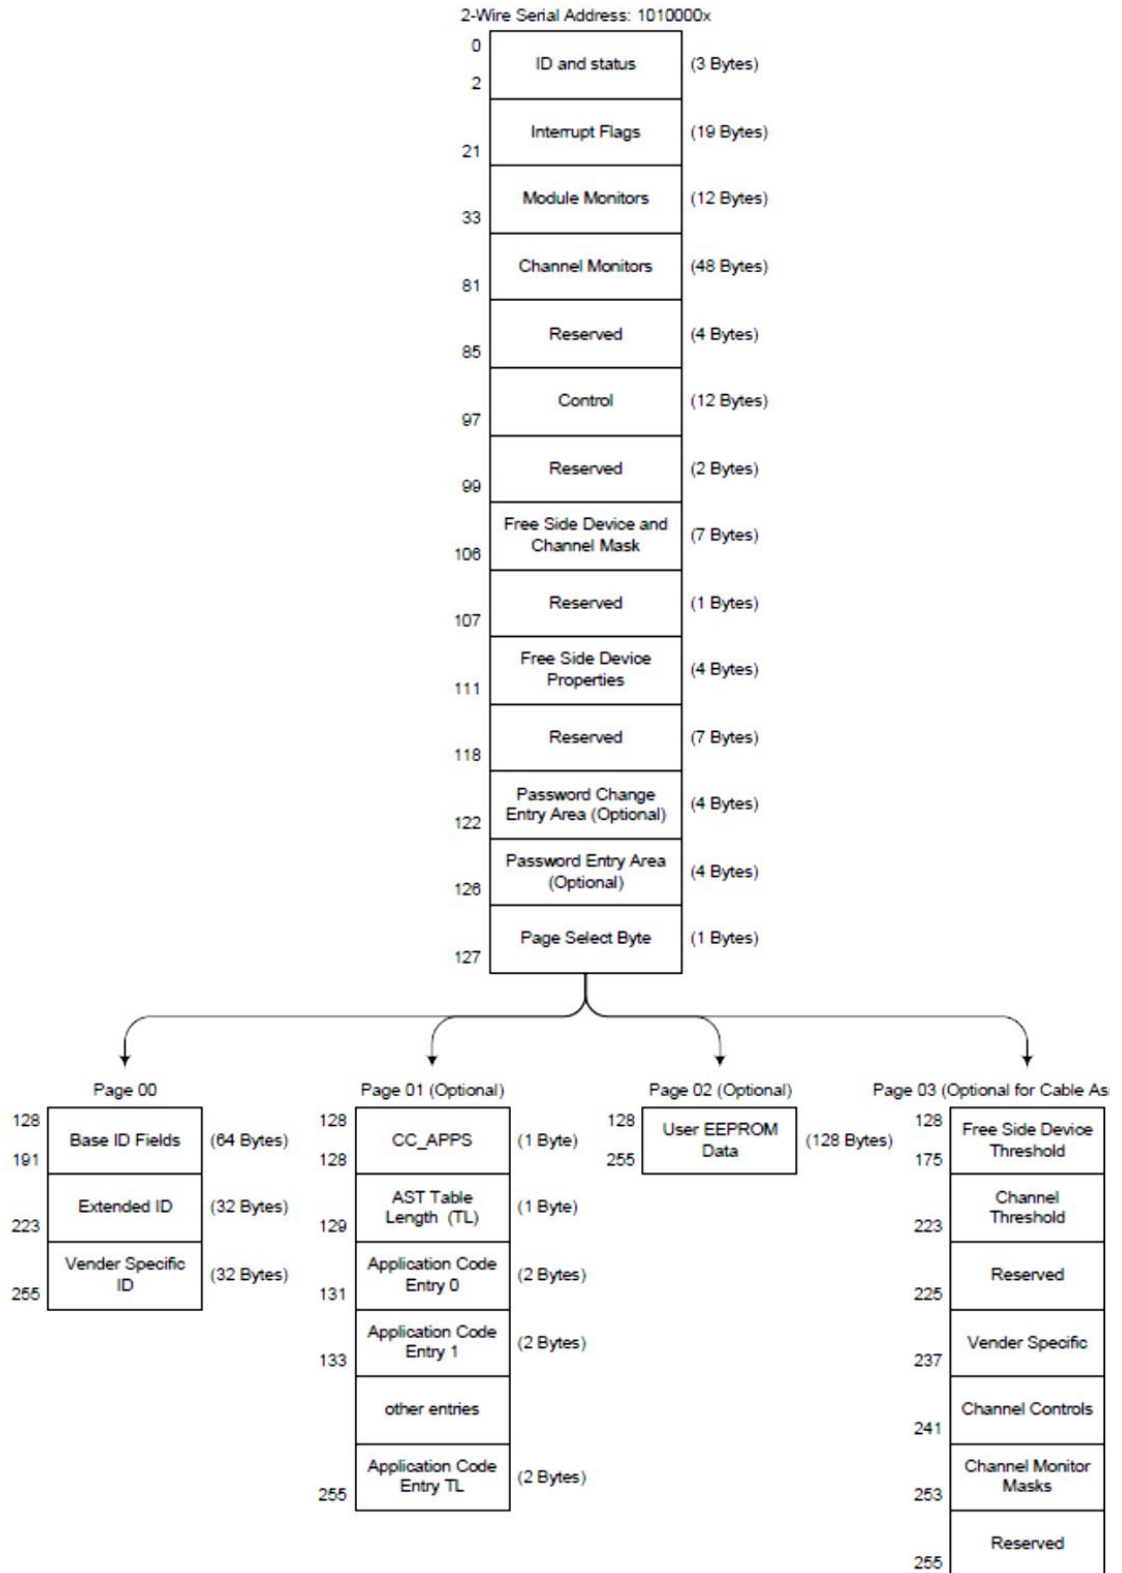 2-Wire Serial Address: 1010000x
0
ID and status (3 Bytes)
2
Interrupt Flags (19 Bytes)
21
Module Monitors (12 Bytes)
33
Channel Monitors (48 Bytes)
81
Reserved (4 Bytes)
85
Control (12 Bytes)
97
Reserved (2 Bytes)
99
Free Side Device and
Channel Mask (7 Bytes)
106
Reserved (1 Bytes)
107
Free Side Device
Properties (4 Bytes)
111
Reserved (7 Bytes)
118
Password Change
Entry Area (Optional) (4 Bytes)
122
Password Entry Area
(Optional) (4 Bytes)
126
Page Select Byte (1 Bytes)
127
Page 00
128
Base ID Fields (64 Bytes)
191
Extended ID (32 Bytes)
223
Vender Specific
ID (32 Bytes)
255
Page 01 (Optional)
128
CC_APPS (1 Byte)
128
AST Table
Length (TL) (1 Byte)
129
Application Code
Entry 0 (2 Bytes)
131
Application Code
Entry 1 (2 Bytes)
133
other entries
Application Code
Entry TL (2 Bytes)
255
Page 02 (Optional)
128
User EEPROM
Data (128 Bytes)
255
Page 03 (Optional for Cable As
128
Free Side Device
Threshold
175
Channel
Threshold
223
Reserved
225
Vender Specific
237
Channel Controls
241
Channel Monitor
Masks
253
Reserved
255